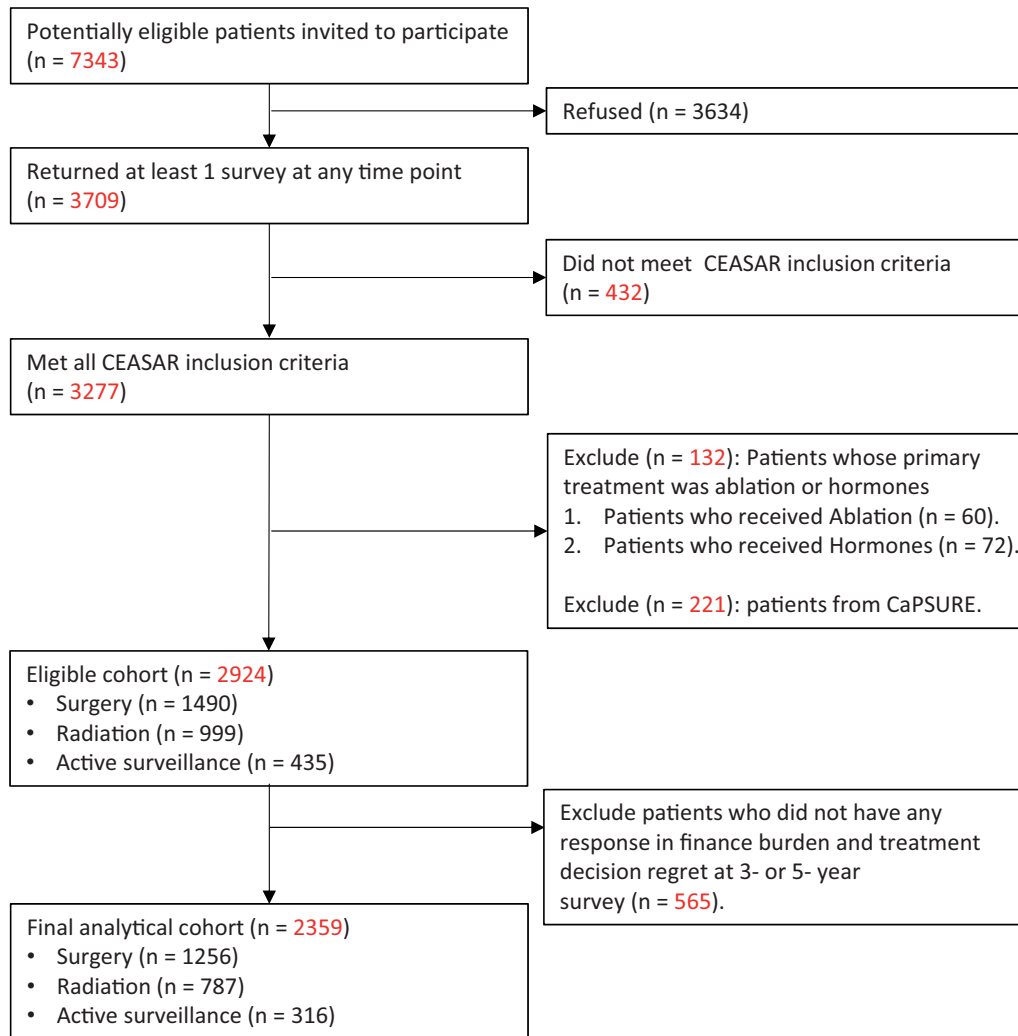 Potentially eligible patients invited to participate
(n = 7343)
Refused (n = 3634)
Returned at least 1 survey at any time point
(n = 3709)
Did not meet  CEASAR inclusion criteria
(n = 432)
Met all CEASAR inclusion criteria
(n = 3277)
Exclude (n = 132): Patients whose primary
treatment was ablation or hormones
1. Patients who received Ablation (n = 60).
2. Patients who received Hormones (n = 72).
Exclude (n = 221): patients from CaPSURE.
Eligible cohort (n = 2924)
• Surgery (n = 1490)
• Radiation (n = 999)
• Active surveillance (n = 435)
Exclude patients who did not have any
response in finance burden and treatment
decision regret at 3- or 5- year
survey (n = 565).
Final analytical cohort (n = 2359)
• Surgery (n = 1256)
• Radiation (n = 787)
• Active surveillance (n = 316)